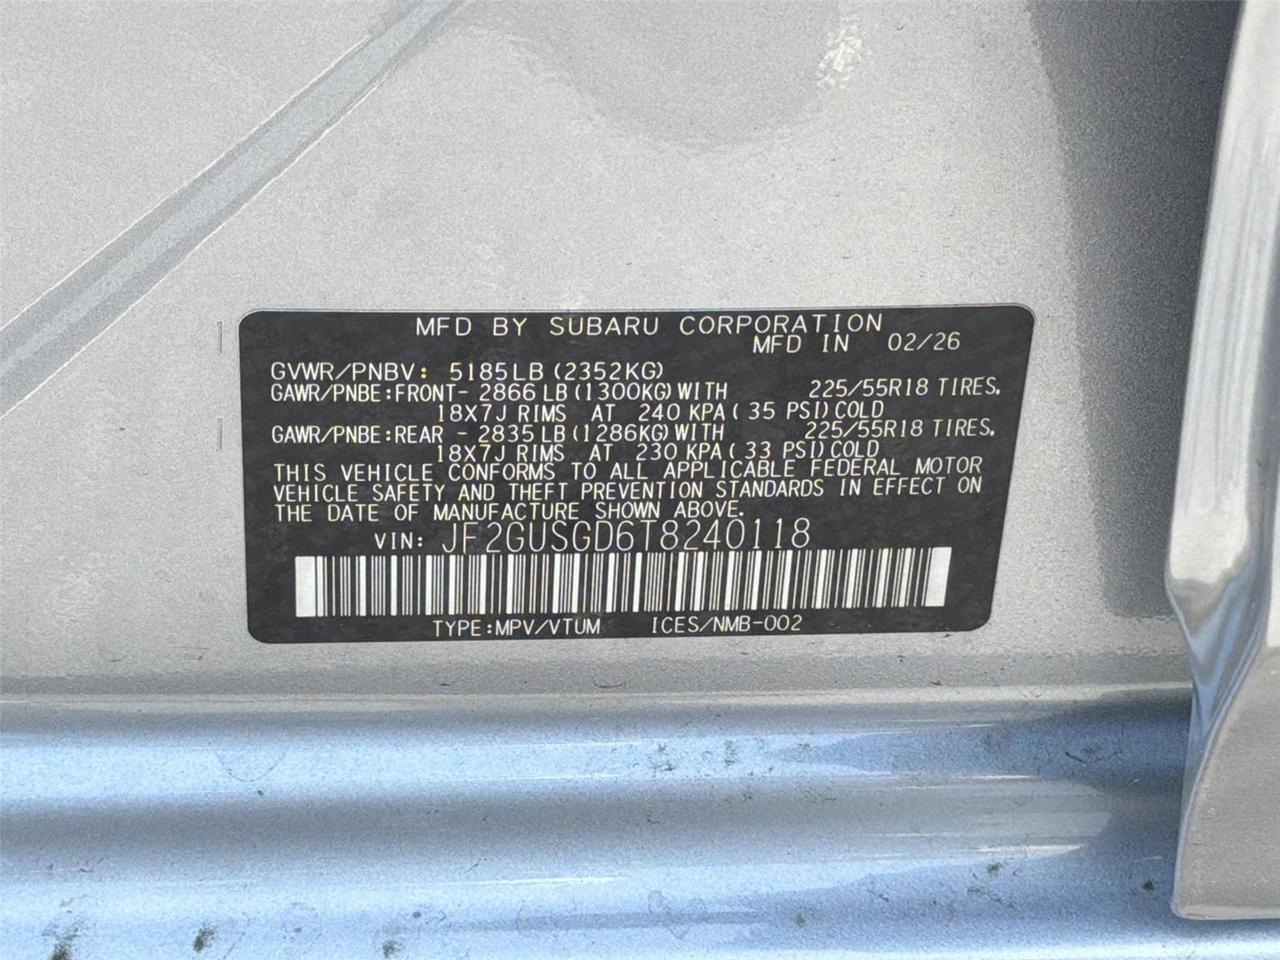 MFD BY SUBARU CORPORATION
MFD IN 02/26
GVWR/PNBV: 5185LB (2352KG)
GAWR/PNBE:FRONT- 2866 LB (1300KG) WITH 225/55R18 TIRES.
18X7J RIMS AT 240 KPA ( 35 PSI) COLD
GAWR/PNBE:REAR - 2835 LB (1286KG) WITH 225/55R18 TIRES.
18X7J RIMS AT 230 KPA ( 33 PSI) COLD
THIS VEHICLE CONFORMS TO ALL APPLICABLE FEDERAL MOTOR
VEHICLE SAFETY AND THEFT PREVENTION STANDARDS IN EFFECT ON
THE DATE OF MANUFACTURE SHOWN ABOVE.
VIN: JF2GUSGD6T8240118
TYPE:MPV/VTUM ICES/NMB-002